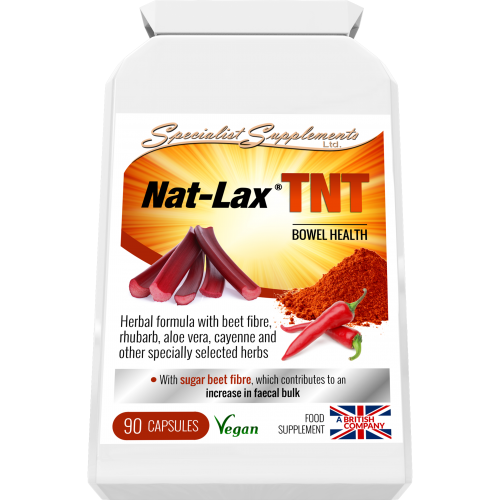 Specialist Supplements
Ltd.
Nat-Lax® TNT
BOWEL HEALTH
Herbal formula with beet fibre,
rhubarb, aloe vera, cayenne and
other specially selected herbs
• With sugar beet fibre, which contributes to an
increase in faecal bulk
90 CAPSULES
Vegan
FOOD
SUPPLEMENT
A BRITISH
COMPANY